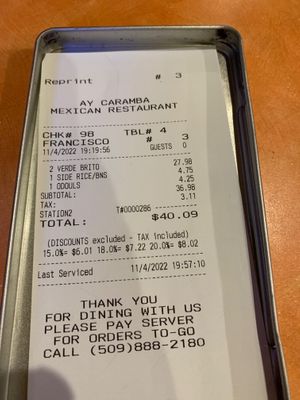 Reprint # 3
AY CARAMBA
MEXICAN RESTAURANT
CHK# 98 TBL# 4
FRANCISCO # 3
11/4/2022 19:19:56 GUESTS 0
2 VERDE BRITO 27.98
1 SIDE RICE/BNS 4.75
1 ODOULS 4.25
SUBTOTAL: 36.98
TAX: 3.11
STATION2 T#0000286
TOTAL: $40.09
(DISCOUNTS excluded - TAX included)
15.0%= $6.01 18.0%= $7.22 20.0%= $8.02
Last Serviced 11/4/2022 19:57:10
THANK YOU
FOR DINING WITH US
PLEASE PAY SERVER
FOR ORDERS TO-GO
CALL (509)888-2180